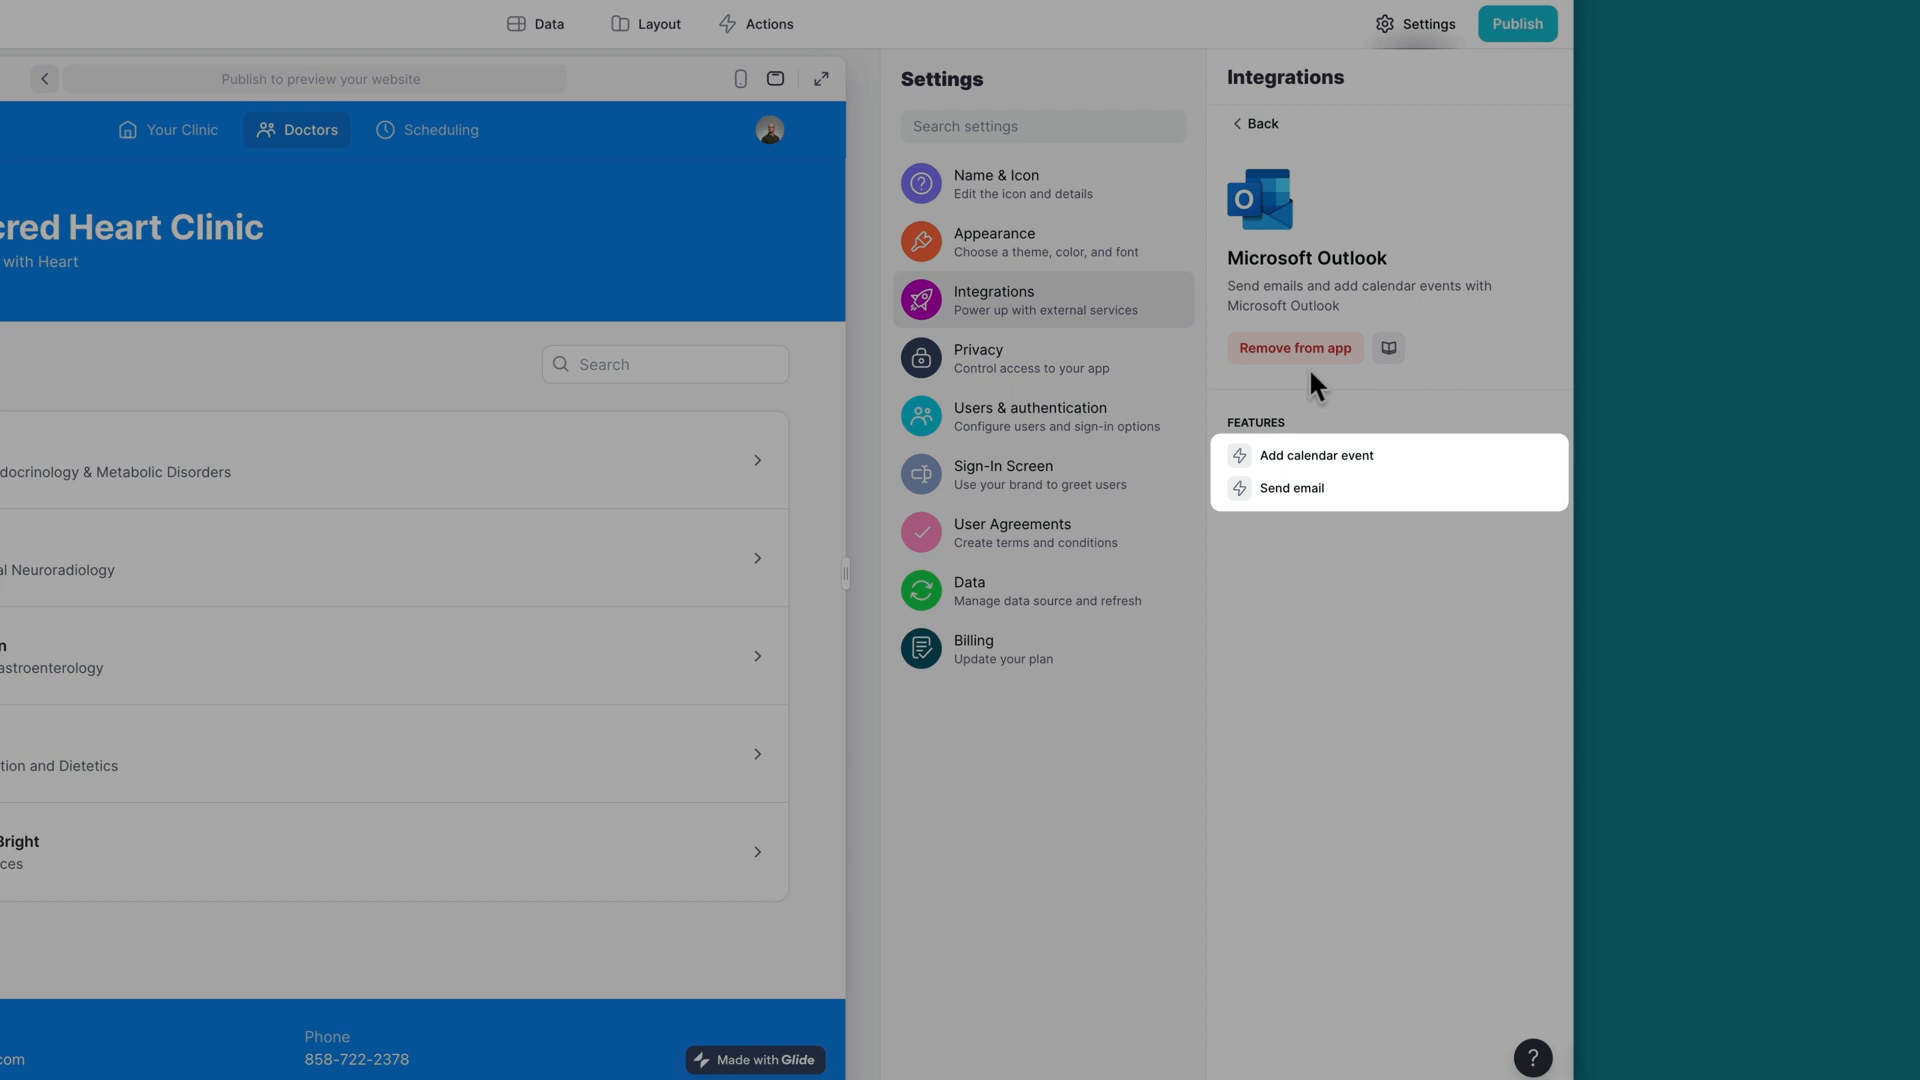 Data
Layout
Actions
Settings
Publish
Publish to preview your website
Your Clinic
Doctors
Scheduling
cred Heart Clinic
with Heart
Search
docrinology & Metabolic Disorders
al Neuroradiology
n
astroenterology
tion and Dietetics
Bright
ces
Phone
com
858-722-2378
Made with Glide
Settings
Search settings
Name & Icon
Edit the icon and details
Appearance
Choose a theme, color, and font
Integrations
Power up with external services
Privacy
Control access to your app
Users & authentication
Configure users and sign-in options
Sign-In Screen
Use your brand to greet users
User Agreements
Create terms and conditions
Data
Manage data source and refresh
Billing
Update your plan
Integrations
Back
O
Microsoft Outlook
Send emails and add calendar events with
Microsoft Outlook
Remove from app
FEATURES
Add calendar event
Send email
?